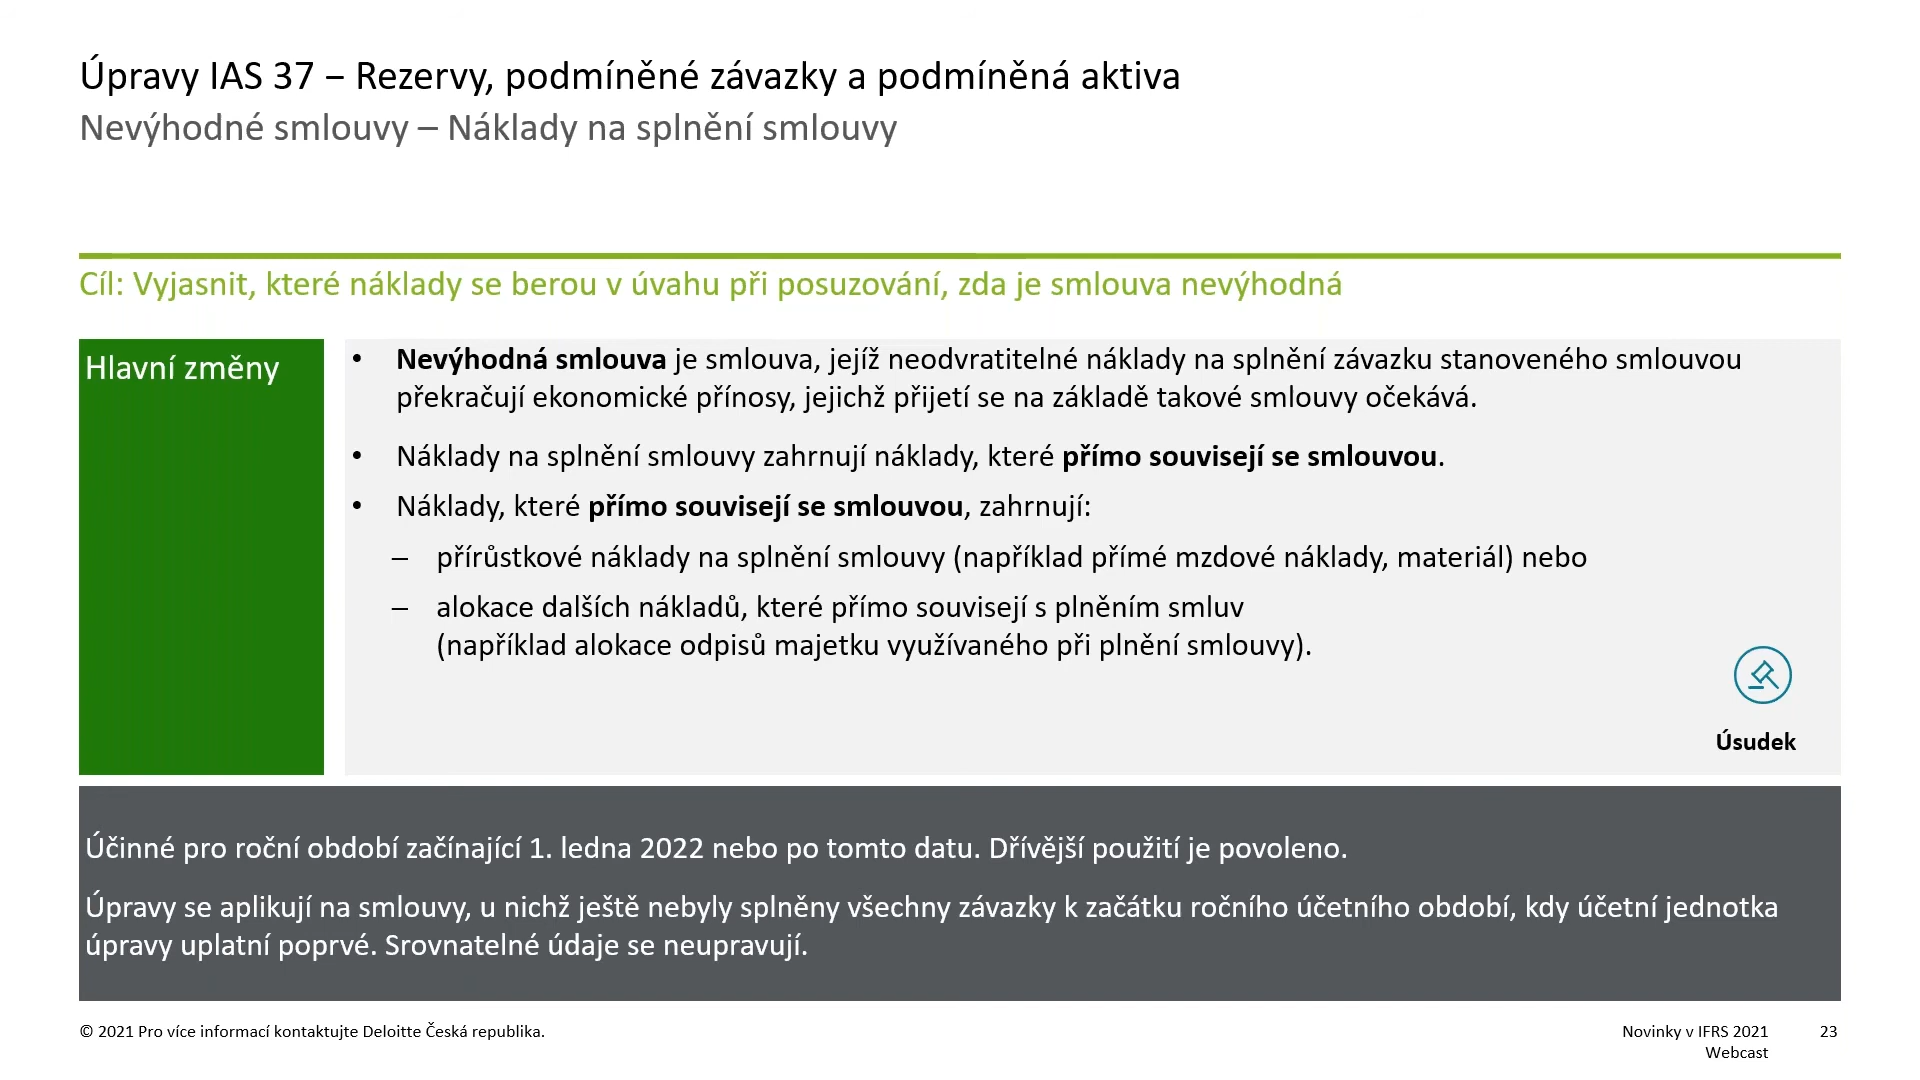 Úpravy IAS 37 – Rezervy, podmíněné závazky a podmíněná aktiva
Nevýhodné smlouvy – Náklady na splnění smlouvy
Cíl: Vyjasnit, které náklady se berou v úvahu při posuzování, zda je smlouva nevýhodná
Hlavní změny
• Nevýhodná smlouva je smlouva, jejíž neodvratitelné náklady na splnění závazku stanoveného smlouvou
překračují ekonomické přínosy, jejichž přijetí se na základě takové smlouvy očekává.
• Náklady na splnění smlouvy zahrnují náklady, které přímo souvisejí se smlouvou.
• Náklady, které přímo souvisejí se smlouvou, zahrnují:
– přírůstkové náklady na splnění smlouvy (například přímé mzdové náklady, materiál) nebo
– alokace dalších nákladů, které přímo souvisejí s plněním smluv
(například alokace odpisů majetku využívaného při plnění smlouvy).
Úsudek
Účinné pro roční období začínající 1. ledna 2022 nebo po tomto datu. Dřívější použití je povoleno.
Úpravy se aplikují na smlouvy, u nichž ještě nebyly splněny všechny závazky k začátku ročního účetního období, kdy účetní jednotka
úpravy uplatní poprvé. Srovnatelné údaje se neupravují.
© 2021 Pro více informací kontaktujte Deloitte Česká republika.
Novinky v IFRS 2021 23
Webcast